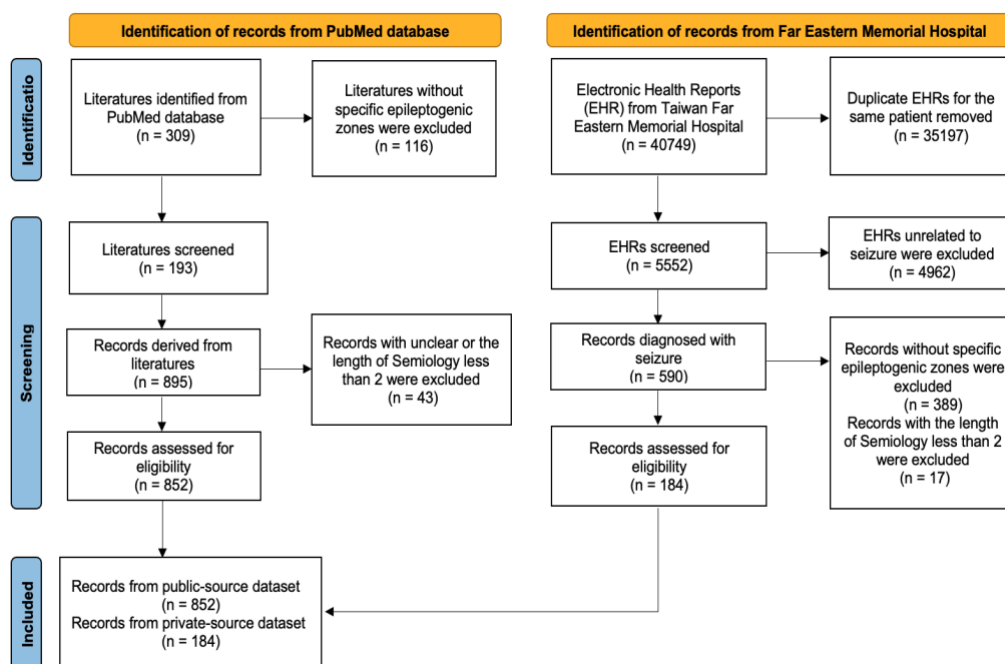 Identification of records from PubMed database
Identification of records from Far Eastern Memorial Hospital
Identificatio
Literatures identified from
PubMed database
(n = 309)
Literatures without
specific epileptogenic
zones were excluded
(n = 116)
Electronic Health Reports
(EHR) from Taiwan Far
Eastern Memorial Hospital
(n = 40749)
Duplicate EHRs for the
same patient removed
(n = 35197)
Screening
Literatures screened
(n = 193)
EHRs screened
(n = 5552)
EHRs unrelated to
seizure were excluded
(n = 4962)
Records derived from
literatures
(n = 895)
Records with unclear or the
length of Semiology less
than 2 were excluded
(n = 43)
Records diagnosed with
seizure
(n = 590)
Records without specific
epileptogenic zones were
excluded
(n = 389)
Records with the length
of Semiology less than 2
were excluded
(n = 17)
Records assessed for
eligibility
(n = 852)
Records assessed for
eligibility
(n = 184)
Included
Records from public-source dataset
(n = 852)
Records from private-source dataset
(n = 184)